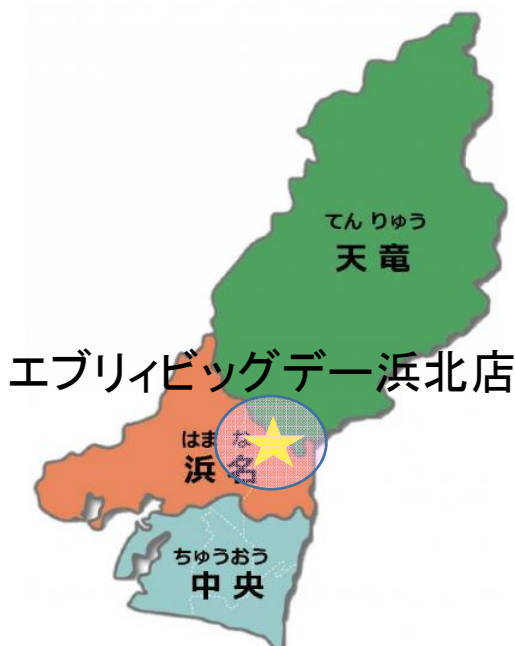 てんりゅう
天竜
エブリィビッグデー浜北店
はまな
浜名
ちゅうおう
中央